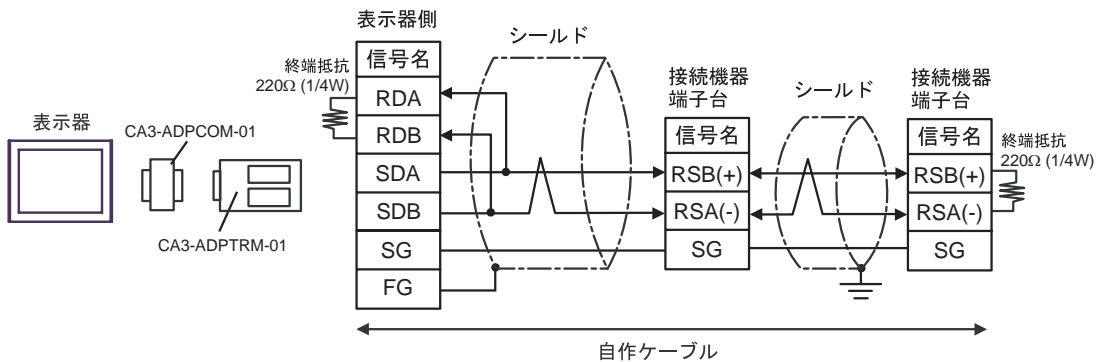 表示器
CA3-ADPCOM-01
CA3-ADPTRM-01
終端抵抗
220Ω (1/4W)
表示器側
信号名
RDA
RDB
SDA
SDB
SG
FG
シールド
接続機器
端子台
信号名
RSB(+)
RSA(-)
SG
シールド
接続機器
端子台
信号名
RSB(+)
RSA(-)
SG
終端抵抗
220Ω (1/4W)
自作ケーブル